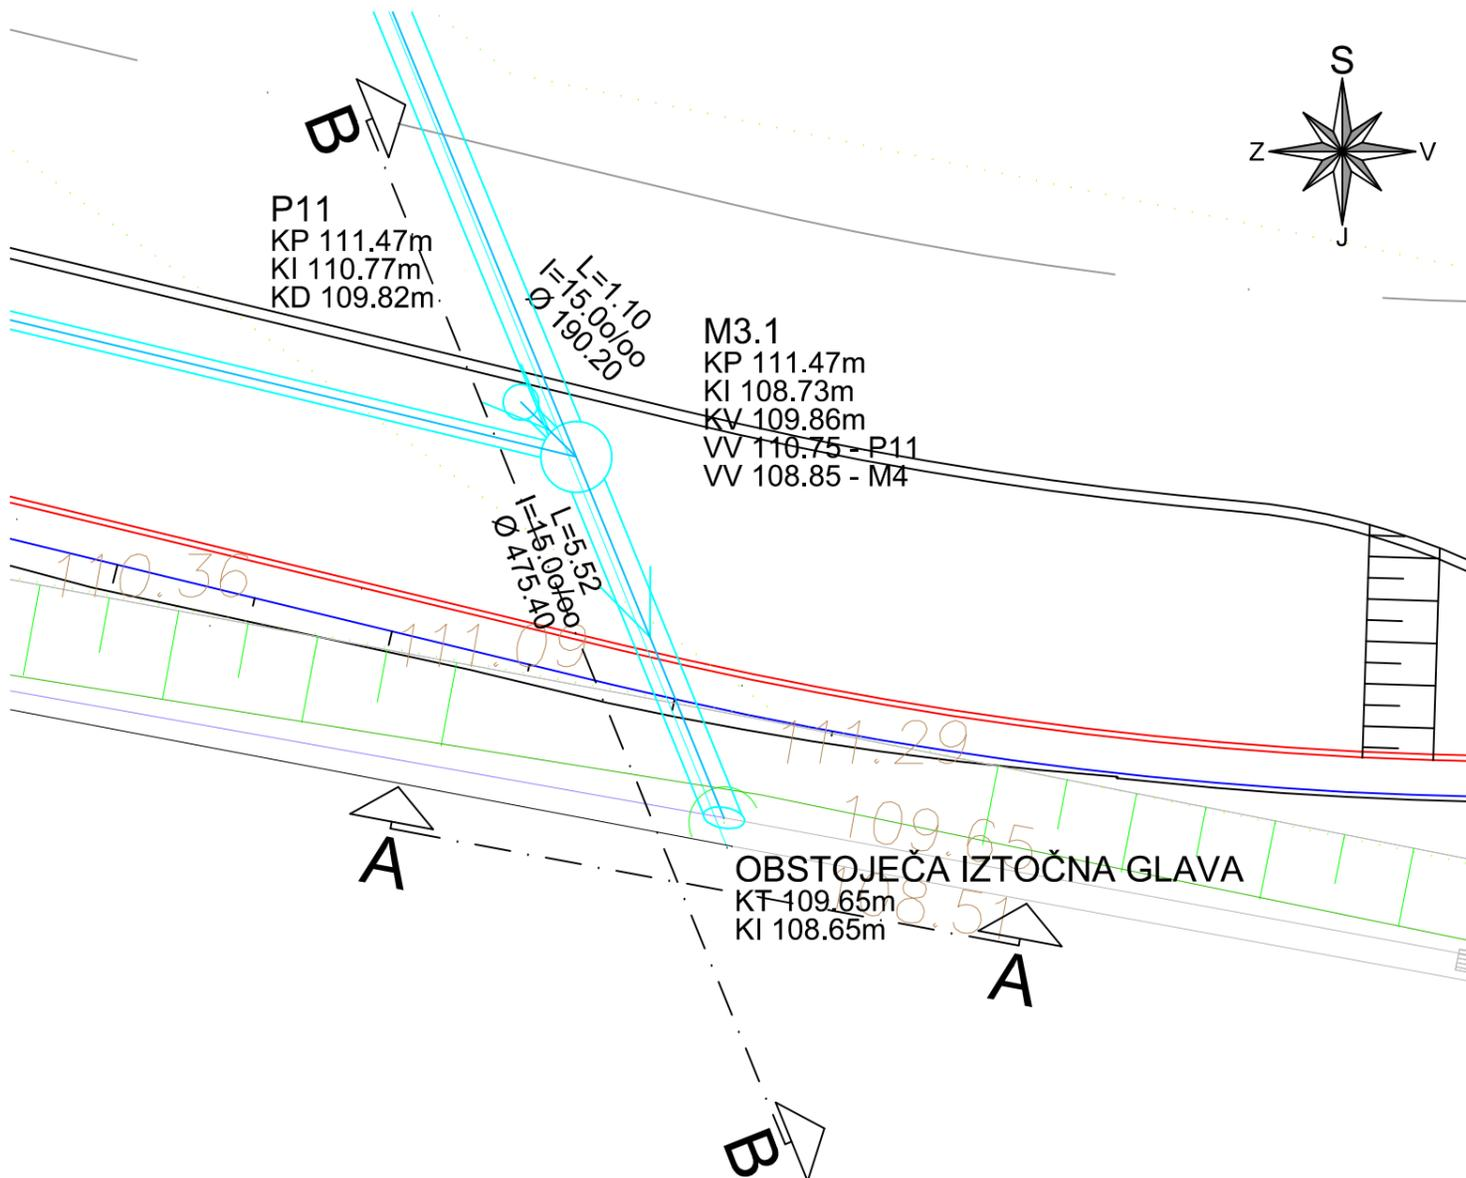 S
Z
V
J
B
P11
KP 111.47m
KI 110.77m
KD 109.82m
L=1.10
I=15.0o/oo
Ø 190.20
M3.1
KP 111.47m
KI 108.73m
KV 109.86m
VV 110.75 - P11
VV 108.85 - M4
L=5.52
I=15.0o/oo
Ø 475.40
110.36
111.09
111.29
109.65
108.51
OBSTOJEČA IZTOČNA GLAVA
KT 109.65m
KI 108.65m
A
A
B